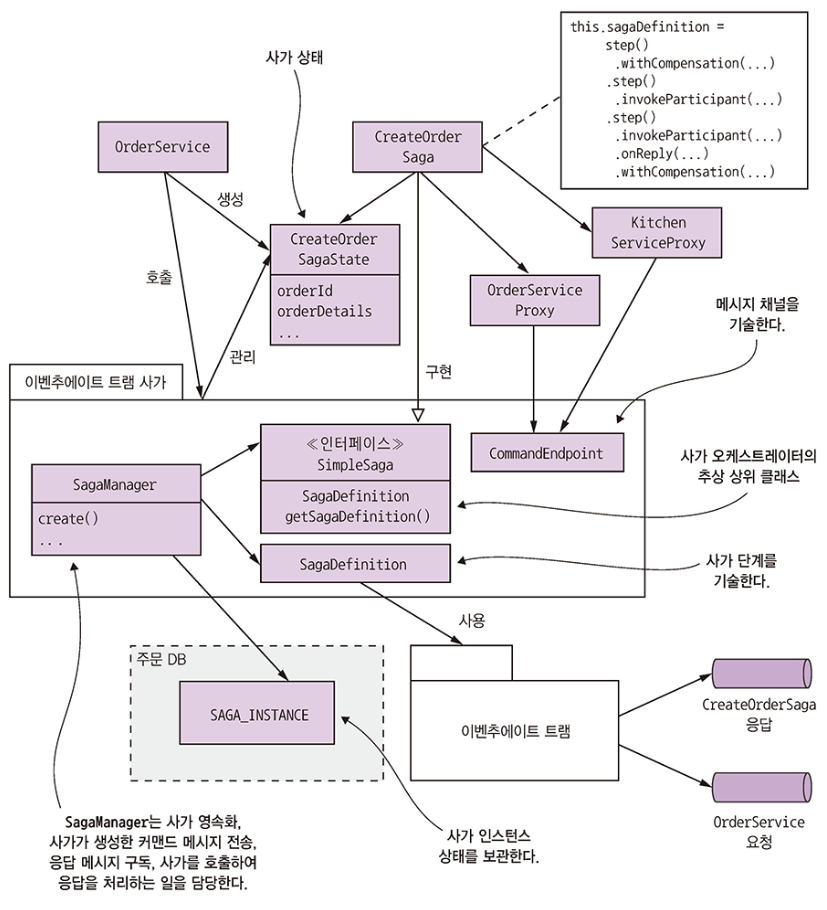 this.sagaDefinition =
step()
.withCompensation(...)
.step()
.invokeParticipant(...)
.step()
.invokeParticipant(...)
.onReply(...)
.withCompensation(...)
사가 상태
OrderService
CreateOrder
Saga
생성
Kitchen
ServiceProxy
CreateOrder
SagaState
orderId
orderDetails
...
호출
관리
OrderService
Proxy
메시지 채널을
기술한다.
구현
이벤추에이트 트램 사가
≪인터페이스≫
SimpleSaga
SagaDefinition
getSagaDefinition()
CommandEndpoint
사가 오케스트레이터의
추상 상위 클래스
SagaManager
create()
...
SagaDefinition
사가 단계를
기술한다.
사용
주문 DB
SAGA_INSTANCE
이벤추에이트 트램
CreateOrderSaga
응답
OrderService
요청
SagaManager는 사가 영속화,
사가가 생성한 커맨드 메시지 전송,
응답 메시지 구독, 사가를 호출하여
응답을 처리하는 일을 담당한다.
사가 인스턴스
상태를 보관한다.